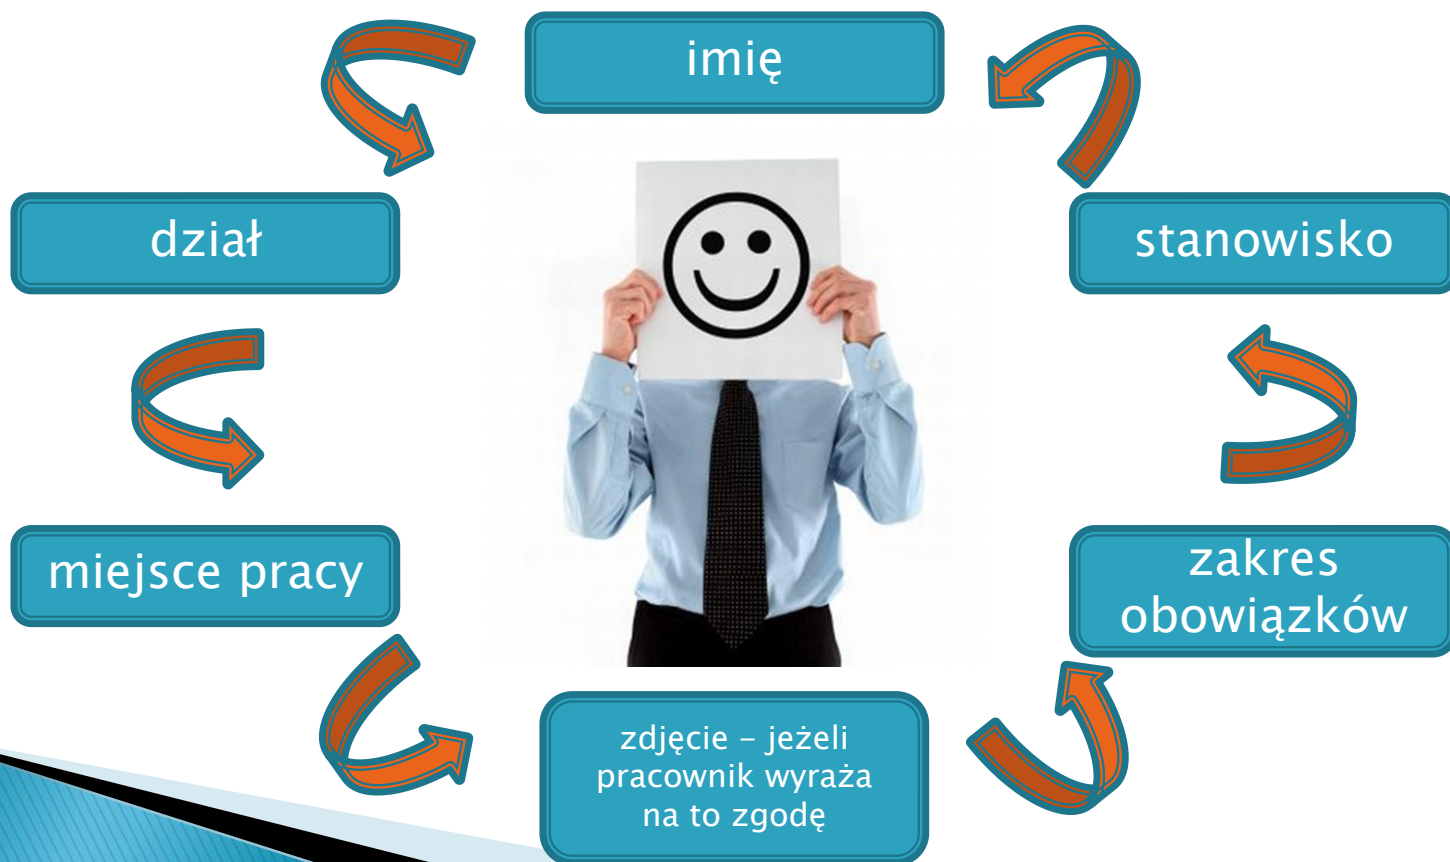 imię
dział
stanowisko
miejsce pracy
zakres
obowiązków
zdjęcie – jeżeli
pracownik wyraża
na to zgodę